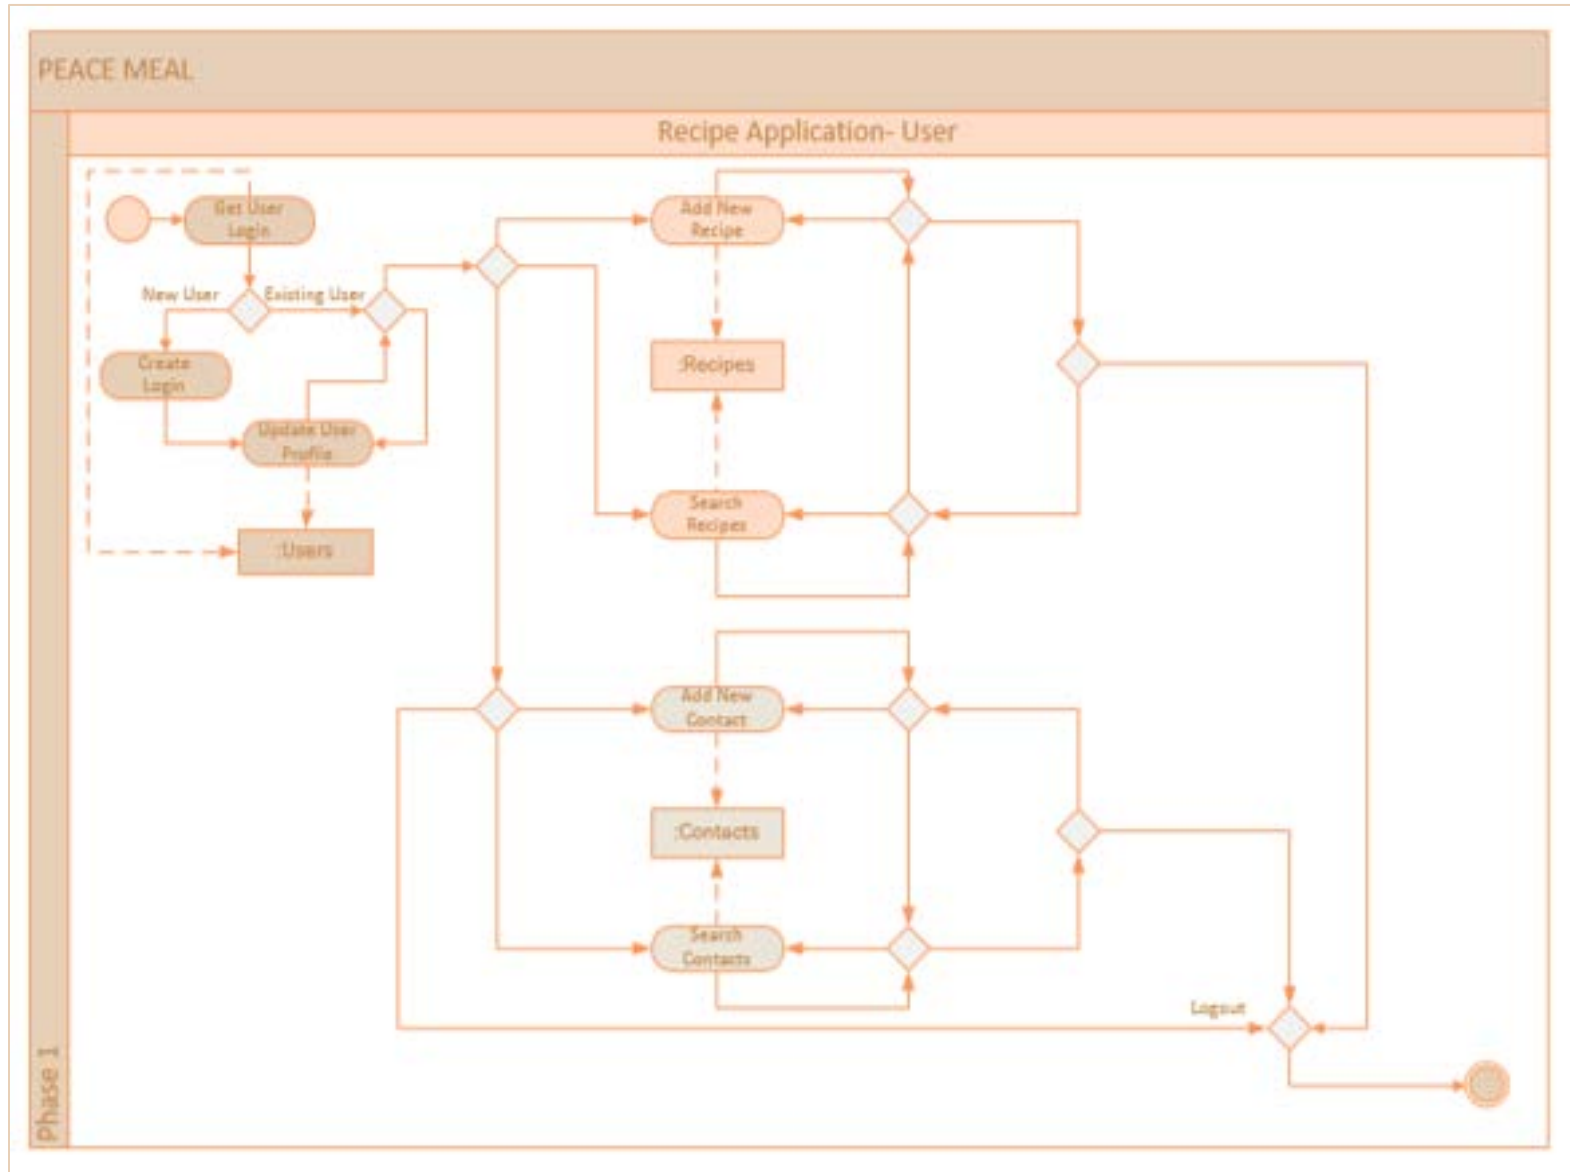 PEACE MEAL
Recipe Application- User
Get User
Login
New User
Existing User
Create
Login
Update User
Profile
:Users
Add New
Recipe
:Recipes
Search
Recipes
Add New
Contact
:Contacts
Search
Contacts
Logout
Phase 1